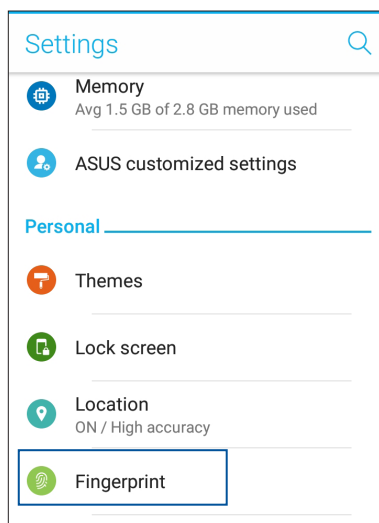 Settings
Memory
Avg 1.5 GB of 2.8 GB memory used
ASUS customized settings
Personal
Themes
Lock screen
Location
ON / High accuracy
Fingerprint